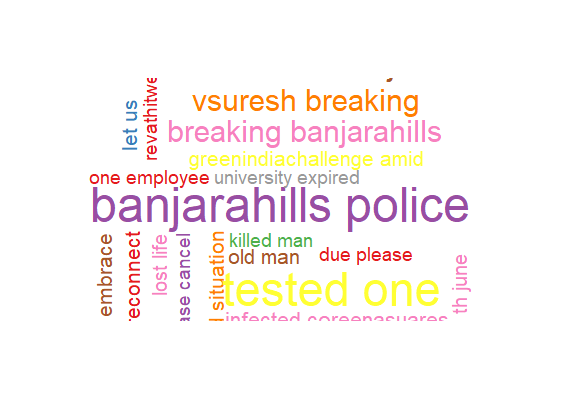 let us
revathitwe
vsuresh breaking
breaking banjarahills
greenindiachallenge amid
one employee
university expired
banjarahills police
embrace
reconnect
lost life
ase cancel
situation
killed man
old man
due please
tested one
th june
infected coreenasuares